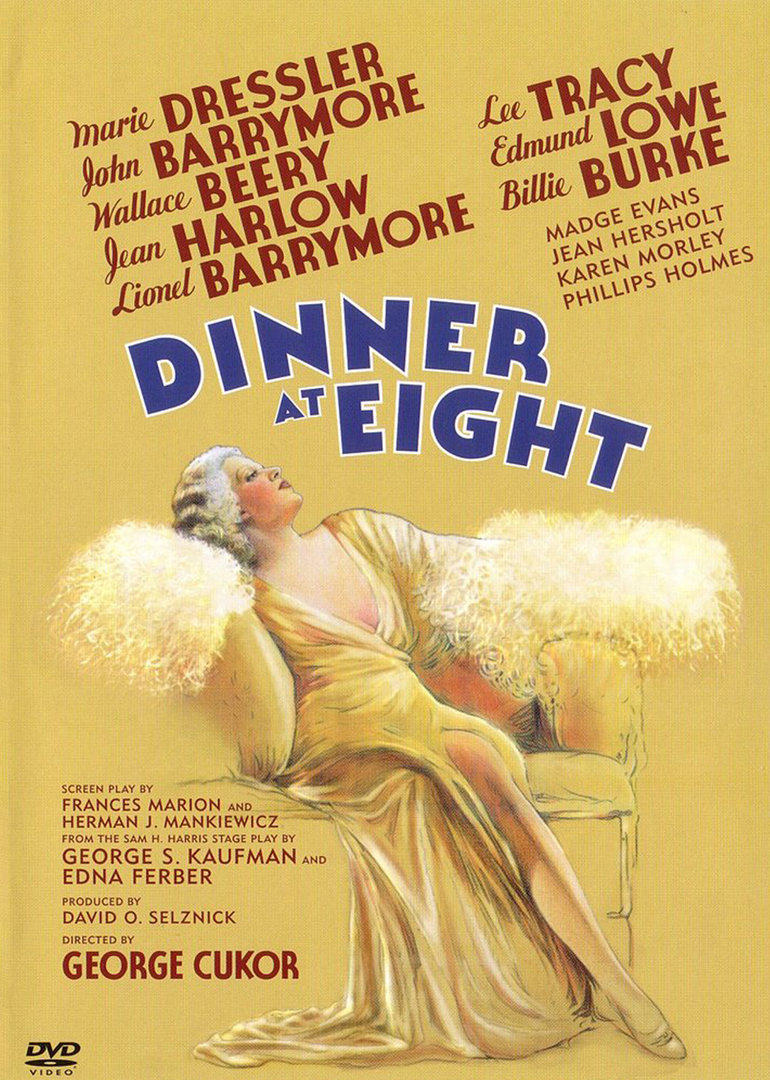 Marie DRESSLER
John BARRYMORE
Wallace BEERY
Jean HARLOW
Lionel BARRYMORE
Lee TRACY
Edmund LOWE
Billie BURKE
MADGE EVANS
JEAN HERSHOLT
KAREN MORLEY
PHILLIPS HOLMES
DINNER
AT EIGHT
SCREEN PLAY BY
FRANCES MARION AND
HERMAN J. MANKIEWICZ
FROM THE SAM H. HARRIS STAGE PLAY BY
GEORGE S. KAUFMAN AND
EDNA FERBER
PRODUCED BY
DAVID O. SELZNICK
DIRECTED BY
GEORGE CUKOR
DVD
VIDEO